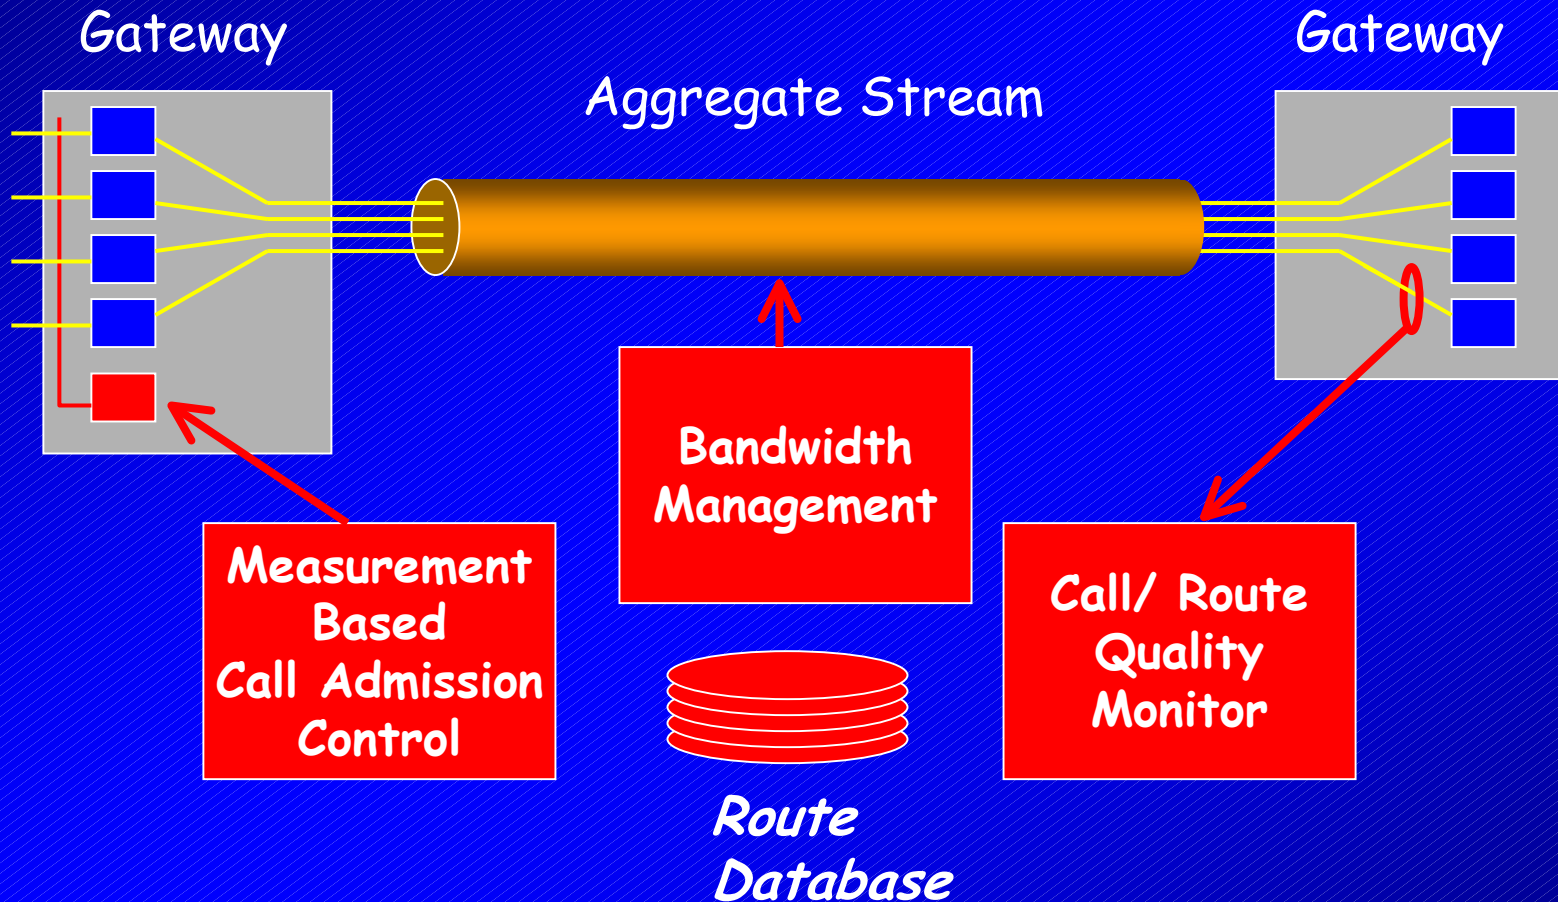 Gateway
Gateway
Aggregate Stream
Bandwidth
Management
Measurement
Based
Call Admission
Control
Call/ Route
Quality
Monitor
Route
Database